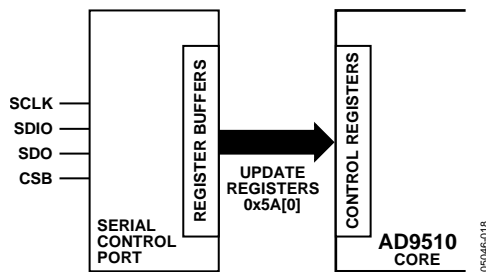 SCLK
SDIO
SDO
CSB
SERIAL
CONTROL
PORT
REGISTER BUFFERS
UPDATE
REGISTERS
0x5A[0]
CONTROL REGISTERS
AD9510
CORE
05046-018